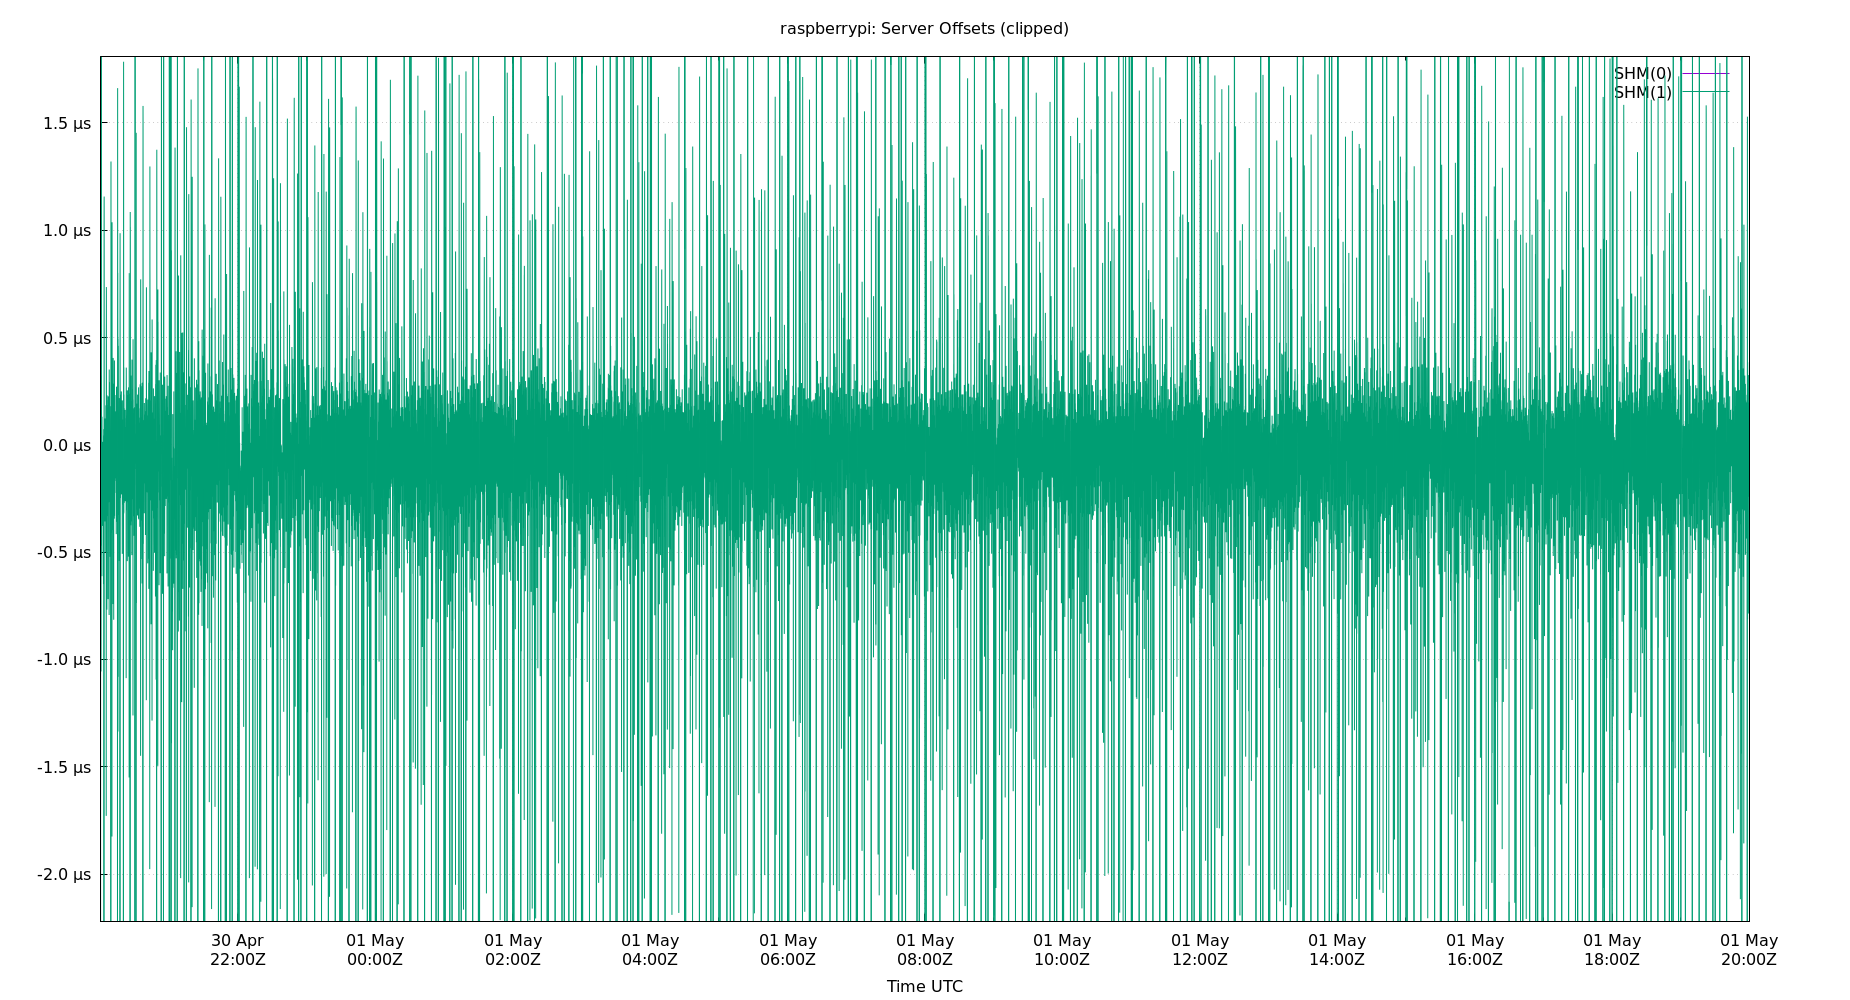 raspberrypi: Server Offsets (clipped)
SHM(0)
SHM(1)
1.5 µs
1.0 µs
0.5 µs
0.0 µs
-0.5 µs
-1.0 µs
-1.5 µs
-2.0 µs
30 Apr 01 May 01 May 01 May 01 May 01 May 01 May 01 May 01 May 01 May 01 May 01 May
22:00Z 00:00Z 02:00Z 04:00Z 06:00Z 08:00Z 10:00Z 12:00Z 14:00Z 16:00Z 18:00Z 20:00Z
Time UTC